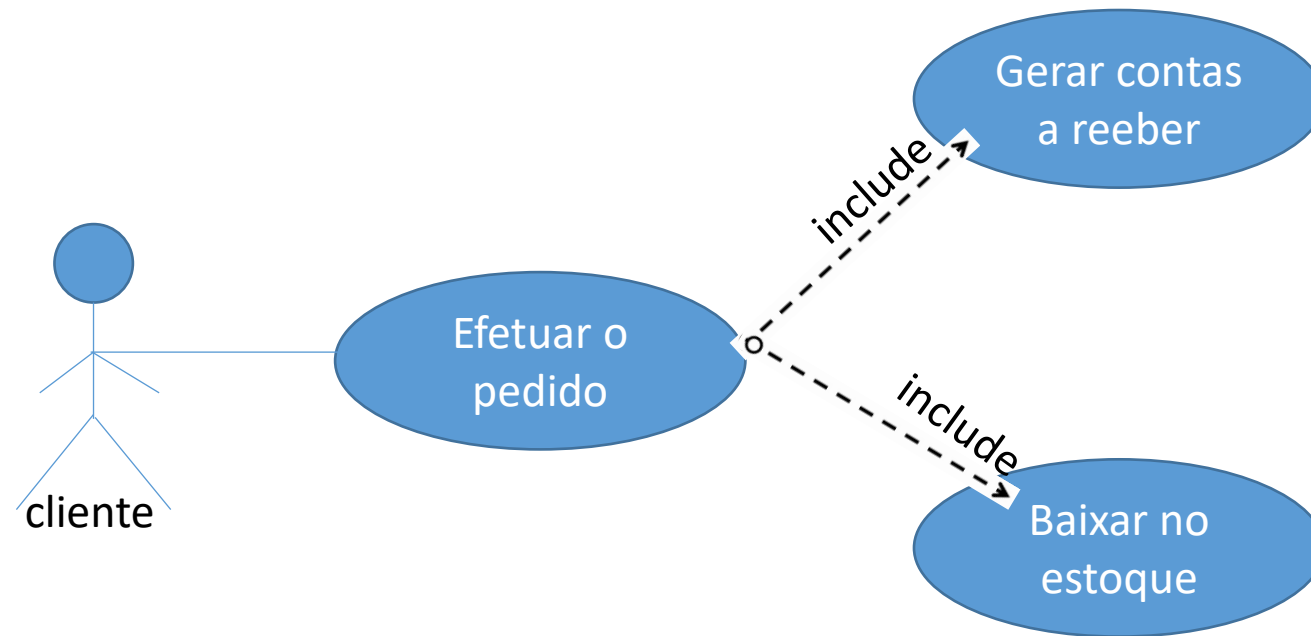 Gerar contas
a reeber
include
Efetuar o
pedido
include
cliente
Baixar no
estoque